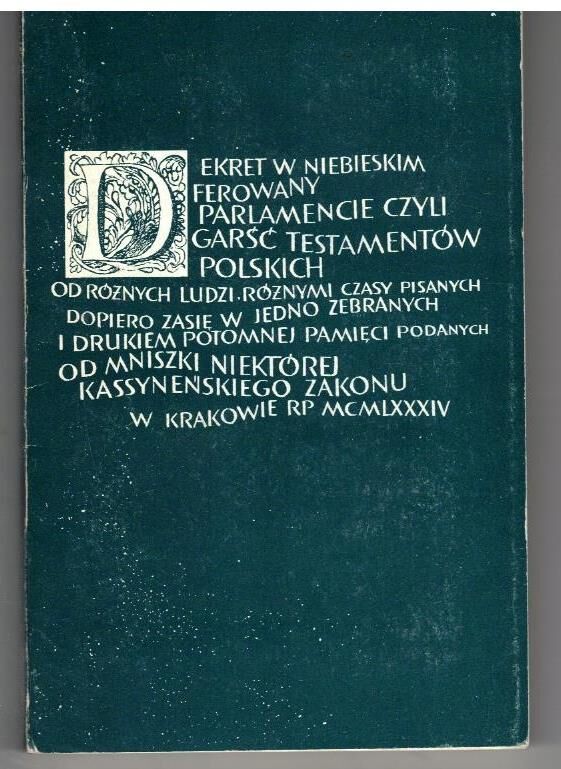 DEKRET W NIEBIESKIM
FEROWANY
PARLAMENCIE CZYLI
GARŚĆ TESTAMENTÓW
POLSKICH
OD RÓŻNYCH LUDZI. RÓŻNYMI CZASY PISANYCH
DOPIERO ZASIĘ W JEDNO ZEBRANYCH
I DRUKIEM POTOMNEJ PAMIĘCI PODANYCH
OD MNISZKI NIEKTÓREJ
KASSYNENSKIEGO ZAKONU
W KRAKOWIE RP MCMLXXXIV